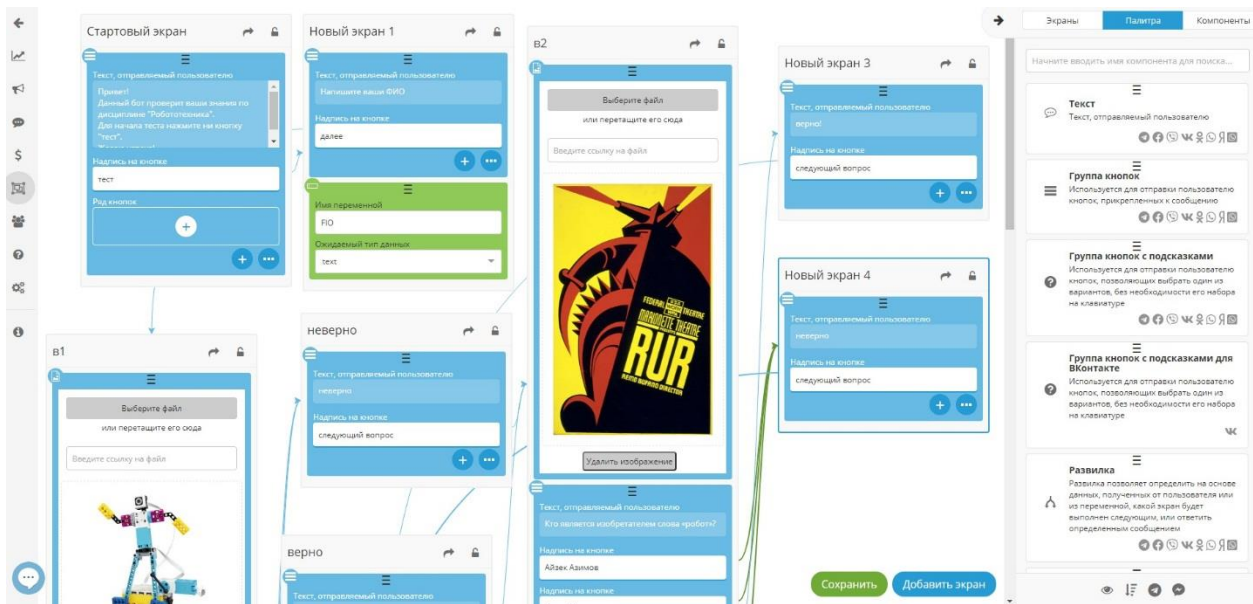 Стартовый экран
Текст, отправляемый пользователю
Привет!
Данный бот проверит ваши знания по
дисциплине "Робототехника".
Для начала теста нажмите ни кнопку
"тест".
Надпись на кнопке
тест
Ряд кнопок
в1
Выберите файл
или перетащите его сюда
Введите ссылку на файл
Новый экран 1
Текст, отправляемый пользователю
Напишите ваши ФИО
Надпись на кнопке
далее
Имя переменной
FIO
Ожидаемый тип данных
text
неверно
Текст, отправляемый пользователю
неверно
Надпись на кнопке
следующий вопрос
верно
Текст, отправляемый пользователю
в2
Выберите файл
или перетащите его сюда
Введите ссылку на файл
FEDERAL THEATRE
MARIONETTE THEATRE
RUR
REMO BUFANO DIRECTOR
Удалить изображение
Текст, отправляемый пользователю
Кто является изобретателем слова «робот»?
Надпись на кнопке
Айзек Азимов
Надпись на кнопке
Новый экран 3
Текст, отправляемый пользователю
верно!
Надпись на кнопке
следующий вопрос
Новый экран 4
Текст, отправляемый пользователю
неверно
Надпись на кнопке
следующий вопрос
Сохранить
Добавить экран
Экраны
Палитра
Компоненты
Начните вводить имя компонента для поиска...
Текст
Текст, отправляемый пользователю
Группа кнопок
Используется для отправки пользователю
кнопок, прикрепленных к сообщению
Группа кнопок с подсказками
Используется для отправки пользователю
кнопок, позволяющих выбрать один из
вариантов, без необходимости его набора
на клавиатуре
Группа кнопок с подсказками для
ВКонтакте
Используется для отправки пользователю
кнопок, позволяющих выбрать один из
вариантов, без необходимости его набора
на клавиатуре
Развилка
Развилка позволяет определить на основе
данных, полученных от пользователя или
из переменной, какой экран будет
выполнен следующим, или ответить
определенным сообщением